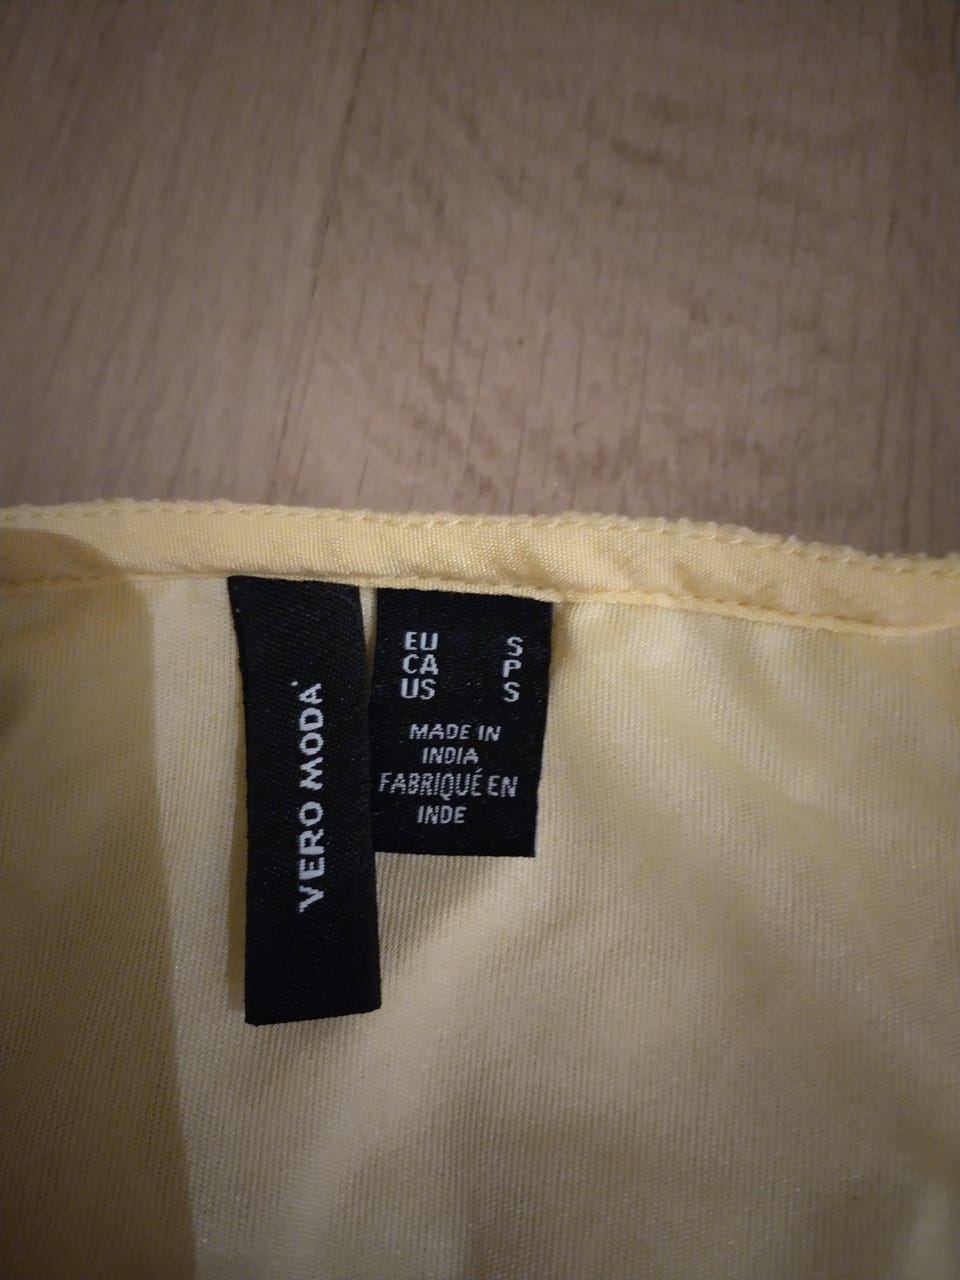 VERO MODA
EU S
CA P
US S
MADE IN
INDIA
FABRIQUÉ EN
INDE